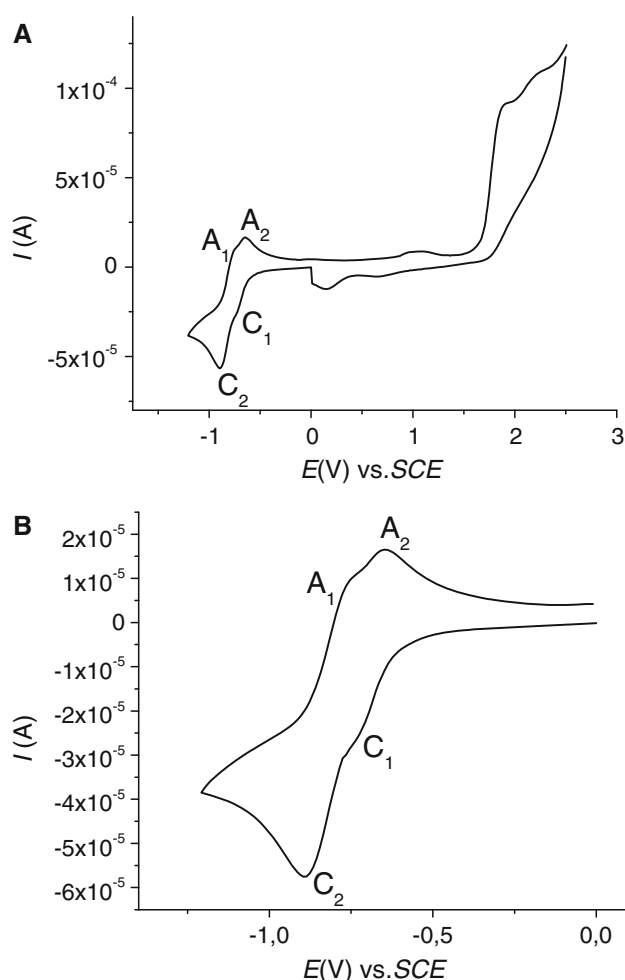 A
I (A)
1x10⁻⁴
5x10⁻⁵
0
-5x10⁻⁵
A₁
A₂
C₁
C₂
-1
0
1
2
3
E(V) vs.SCE
B
I (A)
2x10⁻⁵
1x10⁻⁵
0
-1x10⁻⁵
-2x10⁻⁵
-3x10⁻⁵
-4x10⁻⁵
-5x10⁻⁵
-6x10⁻⁵
A₁
A₂
C₁
C₂
-1,0
-0,5
0,0
E(V) vs.SCE